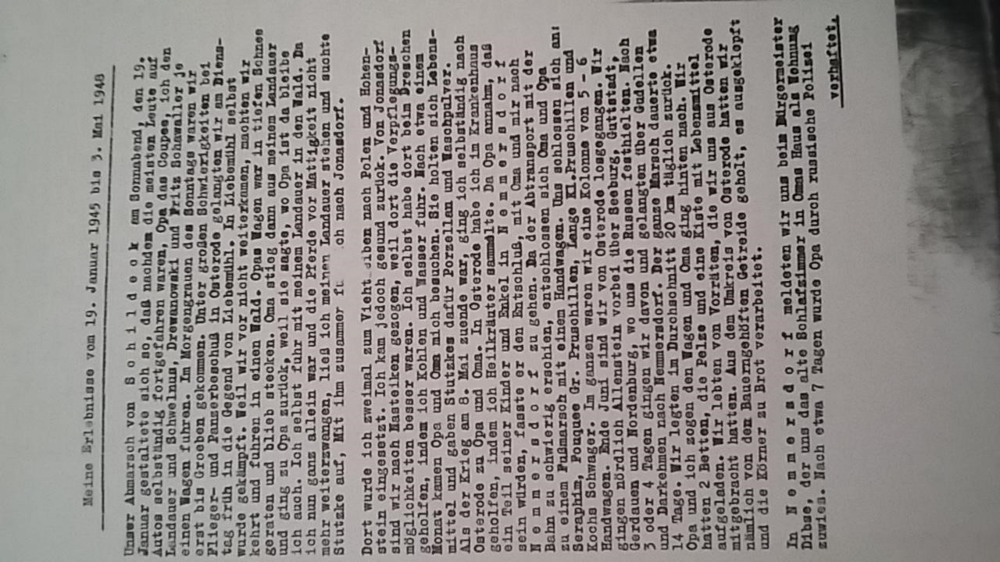 Meine Erlebnisse vom 19. Januar 1945 bis 3. Mai 1948
Unser Abmarsch von S c h i l d e c k am Sonnabend, den 19.
Januar gestaltete sich so, daß nachdem die meisten Leute auf
Autos selbständig fortgefahren waren, Opa das Coupee, ich den
Landauer und Schwelnus, Drewanowski und Fritz Schawaller je
einen Wagen fuhren. Im Morgengrauen des Sonntags waren wir
erst bis Groeben gekommen. Unter großen Schwierigkeiten bei
Flieger- und Panzerbeschuß in Osterode gelangten wir am Diens-
tag früh in die Gegend von Liebemühl. In Liebemühl selbst
wurde gekämpft. Weil wir vor nicht weiterkamen, machten wir
kehrt und fuhren in einen Wald. Opas Wagen war in tiefen Schnee
geraten und blieb stecken. Oma stieg dann aus meinem Landauer
und ging zu Opa zurück, weil sie sagte, wo Opa ist da bleibe
ich auch. Ich selbst fuhr mit meinem Landauer in den Wald. Da
ich nun ganz allein war und die Pferde vor Mattigkeit nicht
mehr weiterzwangen, ließ ich meinen Landauer stehen und suchte
Stutzke auf, Mit ihm zusammen fu ch nach Jonasdorf.
Dort wurde ich zweimal zum Vieht eiben nach Polen und Hohen-
stein eingesetzt. Ich kam jedoch gesund zurück. Von Jonasdorf
sind wir nach Nasteiken gezogen, weil dort die Verpflegungs-
möglichkeiten besser waren. Ich selbst habe dort beim Dreschen
geholfen, indem ich Kohlen und Wasser fuhr. Nach etwa einem
Monat kamen Opa und Oma mich besuchen. Sie holten sich Lebens-
mittel und gaben Stutzkes dafür Porzellan und Waschpulver.
Als der Krieg am 8. Mai zuende war, ging ich selbständig nach
Osterode zu Opa und Oma. In Osterode habe ich im Krankenhaus
geholfen, indem ich Heilkräuter sammelte. Da Opa annahm, daß
ein Teil seiner Kinder und Enkel in N e m m e r s d o r f
sein würden, fasste er den Entschluß, mit Oma und mir nach
N e m m e r s d o r f zu gehen. Da der Abtransport mit der
Bahn zu schwierig erschien, entschlossen sich Oma und Opa
zu einem Fußmarsch mit einem Handwagen. Uns schlossen sich an:
Seraphim, Pouquee Gr. Pruschillen, Lange Kl.Pruschillen und
Kochs Schwager. Im ganzen waren wir eine Kolonne von 5 - 6
Handwagen. Ende Juni sind wir von Osterode losgegangen. Wir
gingen nördlich Allenstein vorbei über Seeburg, Guttstadt,
Gerdauen und Nordenburg, wo uns die Russen festhielten. Nach
3 oder 4 Tagen gingen wir davon und gelangten über Gudellen
und Darkehmen nach Nemmersdorf. Der ganze Marsch dauerte etwa
14 Tage. Wir legten im Durchschnitt 20 km täglich zurück.
Opa und ich zogen den Wagen und Oma ging hinten nach. Wir
hatten 2 Betten, die Pelse und eine Kiste mit Lebensmittel
aufgeladen. Wir lebten von Vorräten, die wir uns aus Osterode
mitgebracht hatten. Aus dem Umkreis von Osterode hatten wir
nämlich von den Bauerngehöften Getreide geholt, es ausgeklopft
und die Körner zu Brot verarbeitet.
In N e m m e r s d o r f meldeten wir uns beim Bürgermeister
Dibse, der uns das alte Schlafzimmer in Omas Haus als Wohnung
zuwies. Nach etwa 7 Tagen wurde Opa durch russische Polizei
verhaftet.